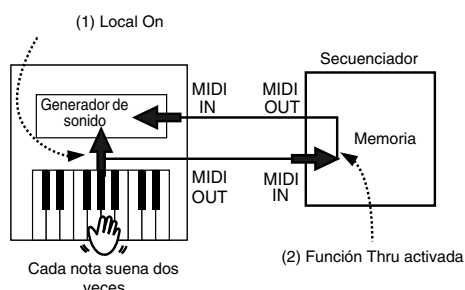 (1) Local On
Secuenciador
Generador de
sonido
MIDI
IN
MIDI
OUT
Memoria
MIDI
OUT
MIDI
IN
Cada nota suena dos
veces
(2) Función Thru activada